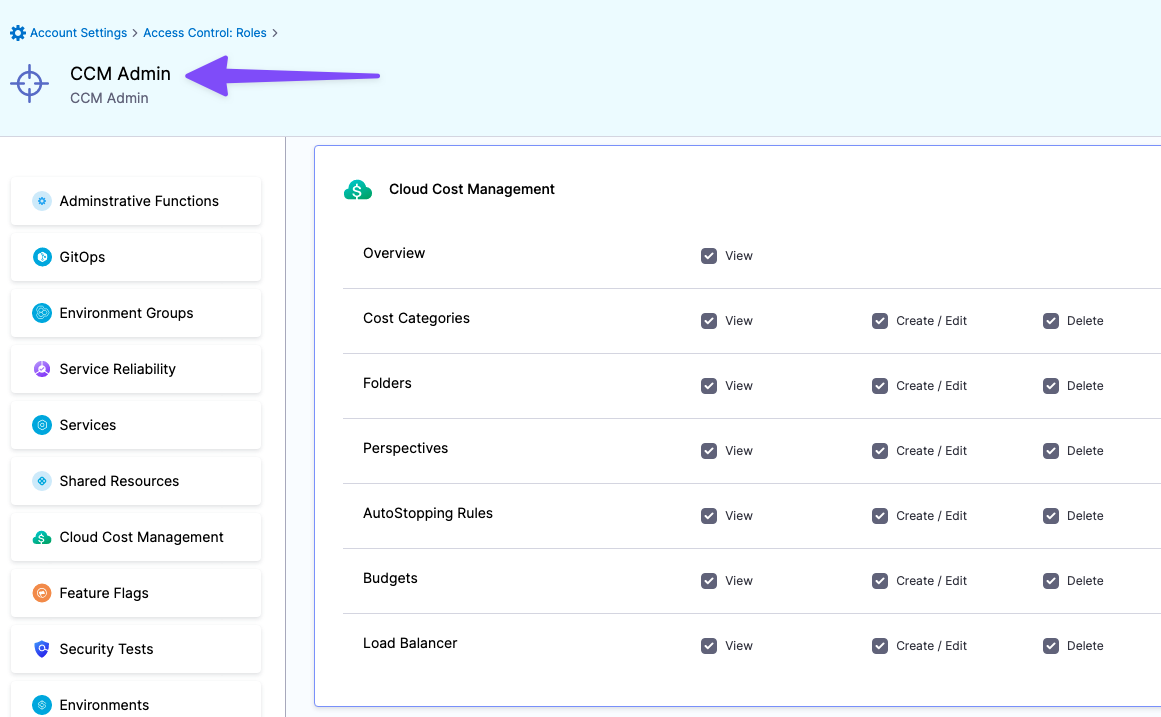 Account Settings > Access Control: Roles >
CCM Admin
CCM Admin
Adminstrative Functions
GitOps
Environment Groups
Service Reliability
Services
Shared Resources
Cloud Cost Management
Feature Flags
Security Tests
Environments
Cloud Cost Management
Overview View
Cost Categories View Create / Edit Delete
Folders View Create / Edit Delete
Perspectives View Create / Edit Delete
AutoStopping Rules View Create / Edit Delete
Budgets View Create / Edit Delete
Load Balancer View Create / Edit Delete